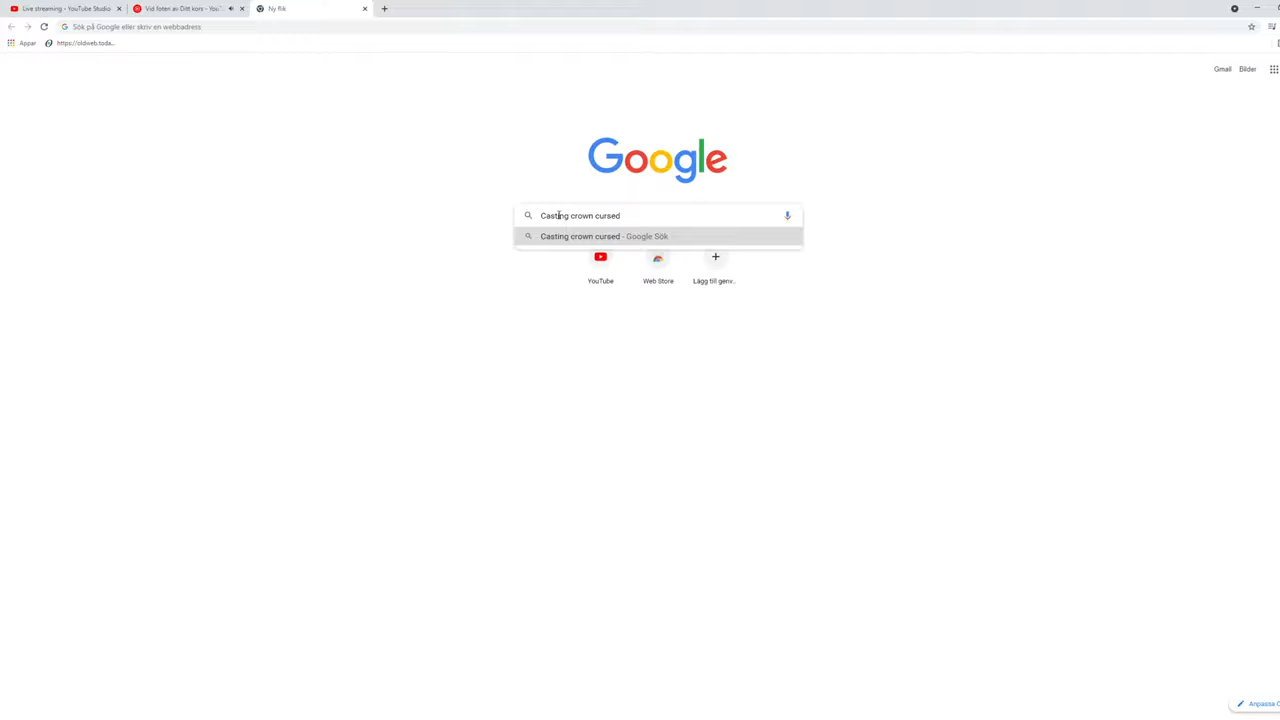 Live streaming - YouTube Studio
Vid foten av Ditt kors - YouT
Ny flik
Sök på Google eller skriv en webbadress
Appar
https://oldweb.toda...
Gmail
Bilder
Google
Casting crown cursed
Casting crown cursed - Google Sök
YouTube
Web Store
Lägg till genv...
Anpassa